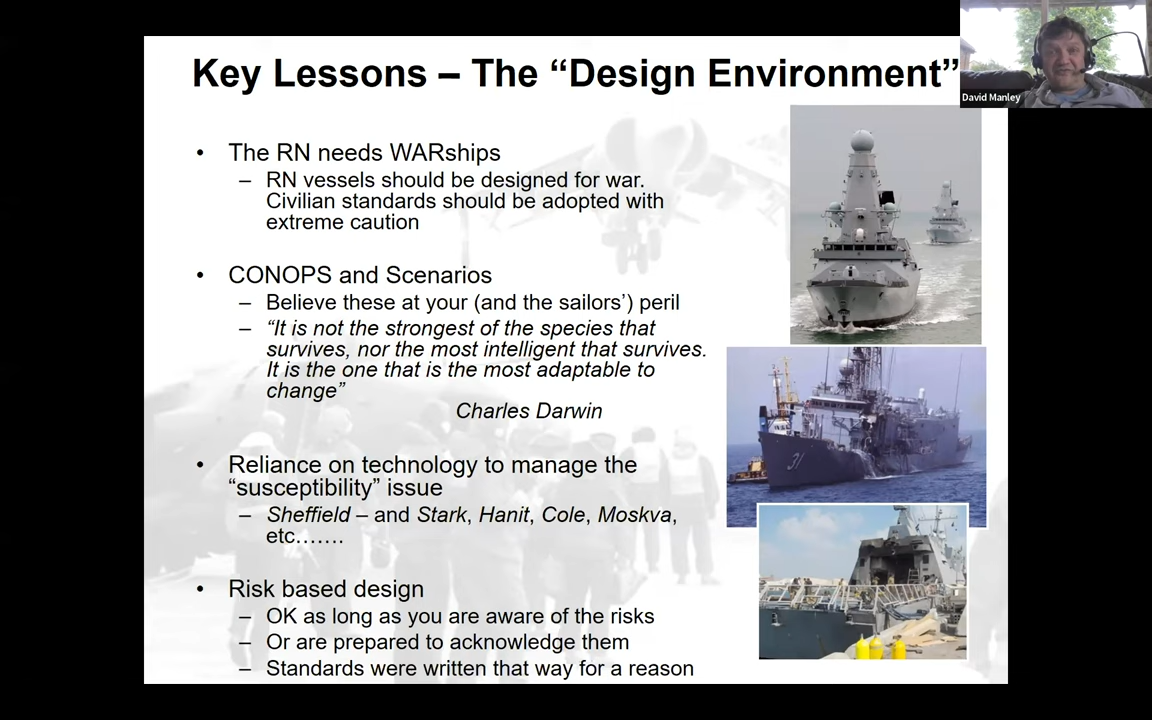 Key Lessons – The “Design Environment”
David Manley
• The RN needs WARships
– RN vessels should be designed for war.
Civilian standards should be adopted with
extreme caution
• CONOPS and Scenarios
– Believe these at your (and the sailors’) peril
– “It is not the strongest of the species that
survives, nor the most intelligent that survives.
It is the one that is the most adaptable to
change”
Charles Darwin
• Reliance on technology to manage the
“susceptibility” issue
– Sheffield – and Stark, Hanit, Cole, Moskva,
etc…….
• Risk based design
– OK as long as you are aware of the risks
– Or are prepared to acknowledge them
– Standards were written that way for a reason
31